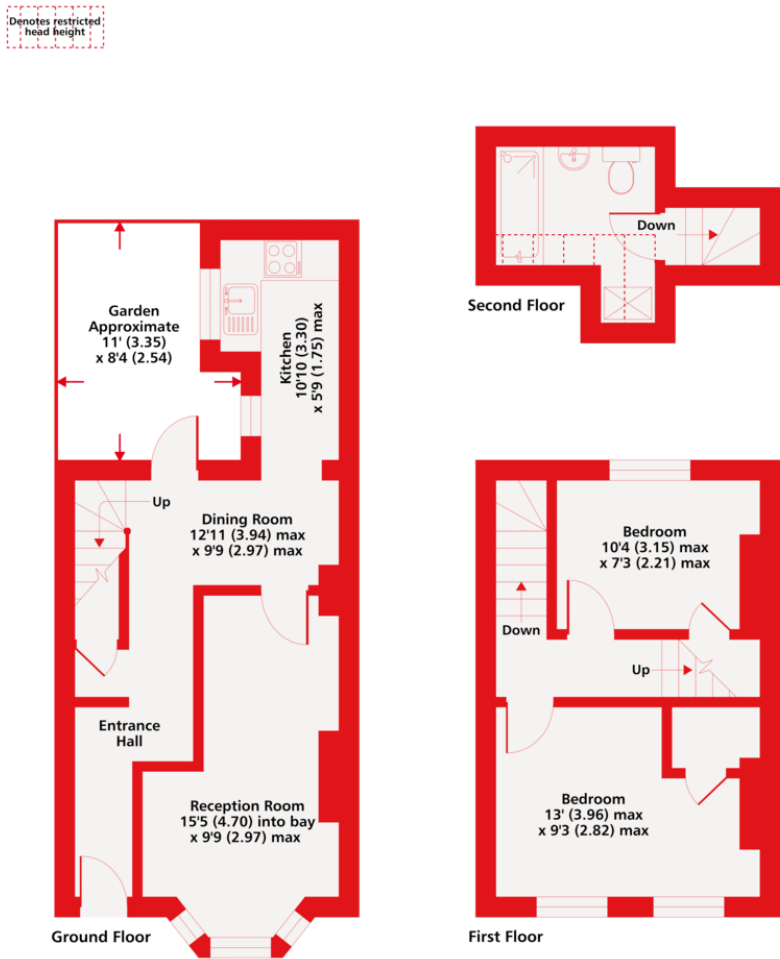 Denotes restricted
head height
Down
Second Floor
Garden
Approximate
11' (3.35)
x 8'4 (2.54)
Kitchen
10'10 (3.30)
x 5'9 (1.75) max
Up
Dining Room
12'11 (3.94) max
x 9'9 (2.97) max
Entrance
Hall
Reception Room
15'5 (4.70) into bay
x 9'9 (2.97) max
Ground Floor
Bedroom
10'4 (3.15) max
x 7'3 (2.21) max
Down
Up
Bedroom
13' (3.96) max
x 9'3 (2.82) max
First Floor